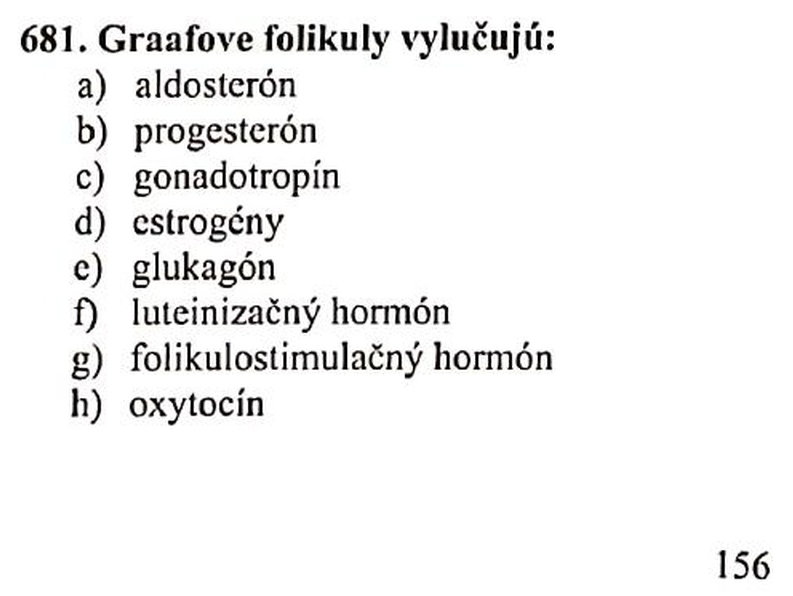 681. Graafove folikuly vylučujú:
a) aldosterón
b) progesterón
c) gonadotropín
d) estrogény
e) glukagón
f) luteinizačný hormón
g) folikulostimulačný hormón
h) oxytocín
156